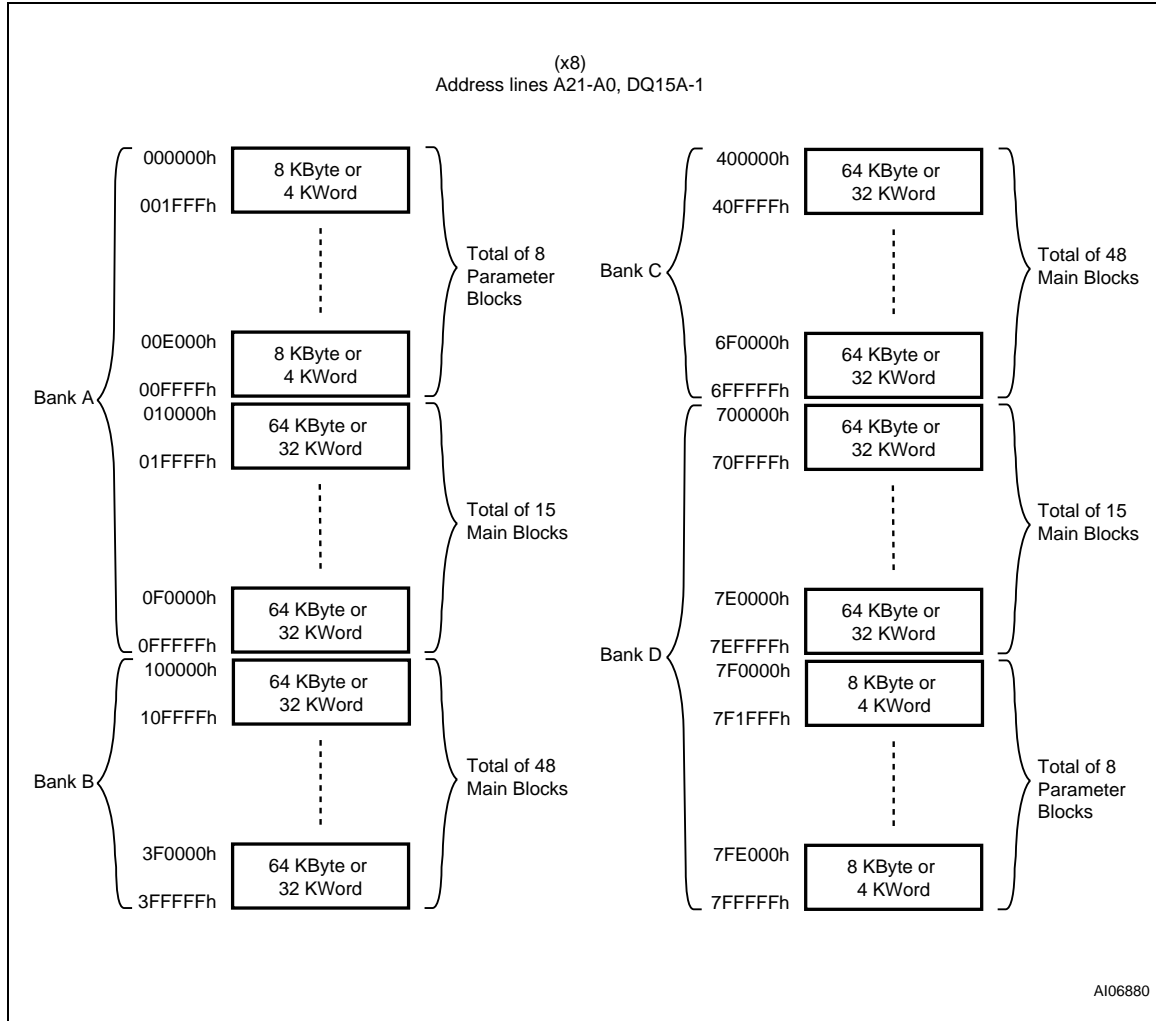 (x8)
Address lines A21-A0, DQ15A-1
Bank A
000000h
8 KByte or
4 KWord
001FFFh
Total of 8
Parameter
Blocks
00E000h
8 KByte or
4 KWord
00FFFFh
010000h
64 KByte or
32 KWord
01FFFFh
Total of 15
Main Blocks
0F0000h
64 KByte or
32 KWord
0FFFFFh
Bank B
100000h
64 KByte or
32 KWord
10FFFFh
Total of 48
Main Blocks
3F0000h
64 KByte or
32 KWord
3FFFFFh
Bank C
400000h
64 KByte or
32 KWord
40FFFFh
Total of 48
Main Blocks
6F0000h
64 KByte or
32 KWord
6FFFFFh
Bank D
700000h
64 KByte or
32 KWord
70FFFFh
Total of 15
Main Blocks
7E0000h
64 KByte or
32 KWord
7EFFFFh
7F0000h
8 KByte or
4 KWord
7F1FFFh
Total of 8
Parameter
Blocks
7FE000h
8 KByte or
4 KWord
7FFFFFh
AI06880